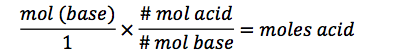 mol (base)/1 × # mol acid/# mol base = moles acid